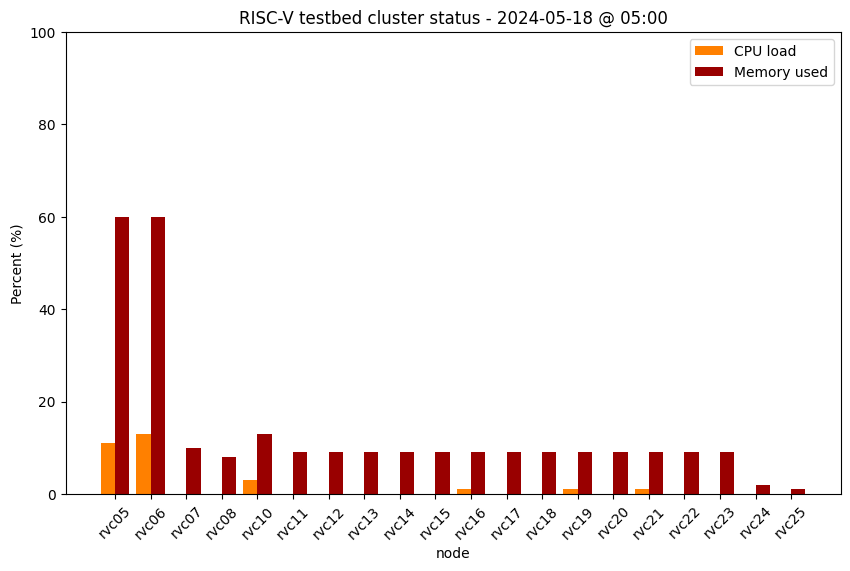 RISC-V testbed cluster status - 2024-05-18 @ 05:00
CPU load
Memory used
Percent (%)
100
80
60
40
20
0
rvc05 rvc06 rvc07 rvc08 rvc10 rvc11 rvc12 rvc13 rvc14 rvc15 rvc16 rvc17 rvc18 rvc19 rvc20 rvc21 rvc22 rvc23 rvc24 rvc25
node